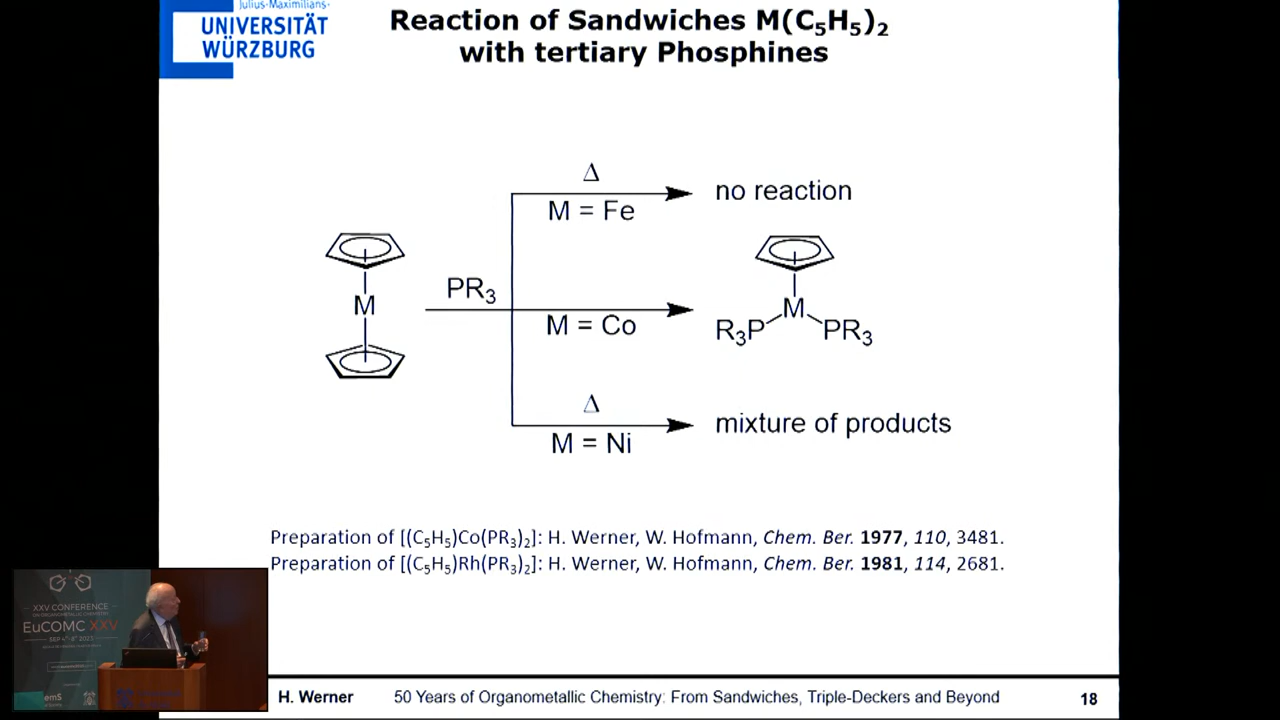 Julius-Maximilians-
UNIVERSITÄT
WÜRZBURG
Reaction of Sandwiches M(C₅H₅)₂
with tertiary Phosphines
Δ
M = Fe
no reaction
M
PR₃
M = Co
M
R₃P
PR₃
Δ
M = Ni
mixture of products
Preparation of [(C₅H₅)Co(PR₃)₂]: H. Werner, W. Hofmann, Chem. Ber. 1977, 110, 3481.
Preparation of [(C₅H₅)Rh(PR₃)₂]: H. Werner, W. Hofmann, Chem. Ber. 1981, 114, 2681.
XXV CONFERENCE
ON ORGANOMETALLIC CHEMISTRY
EuCOMC XXV
H. Werner
50 Years of Organometallic Chemistry: From Sandwiches, Triple-Deckers and Beyond
18